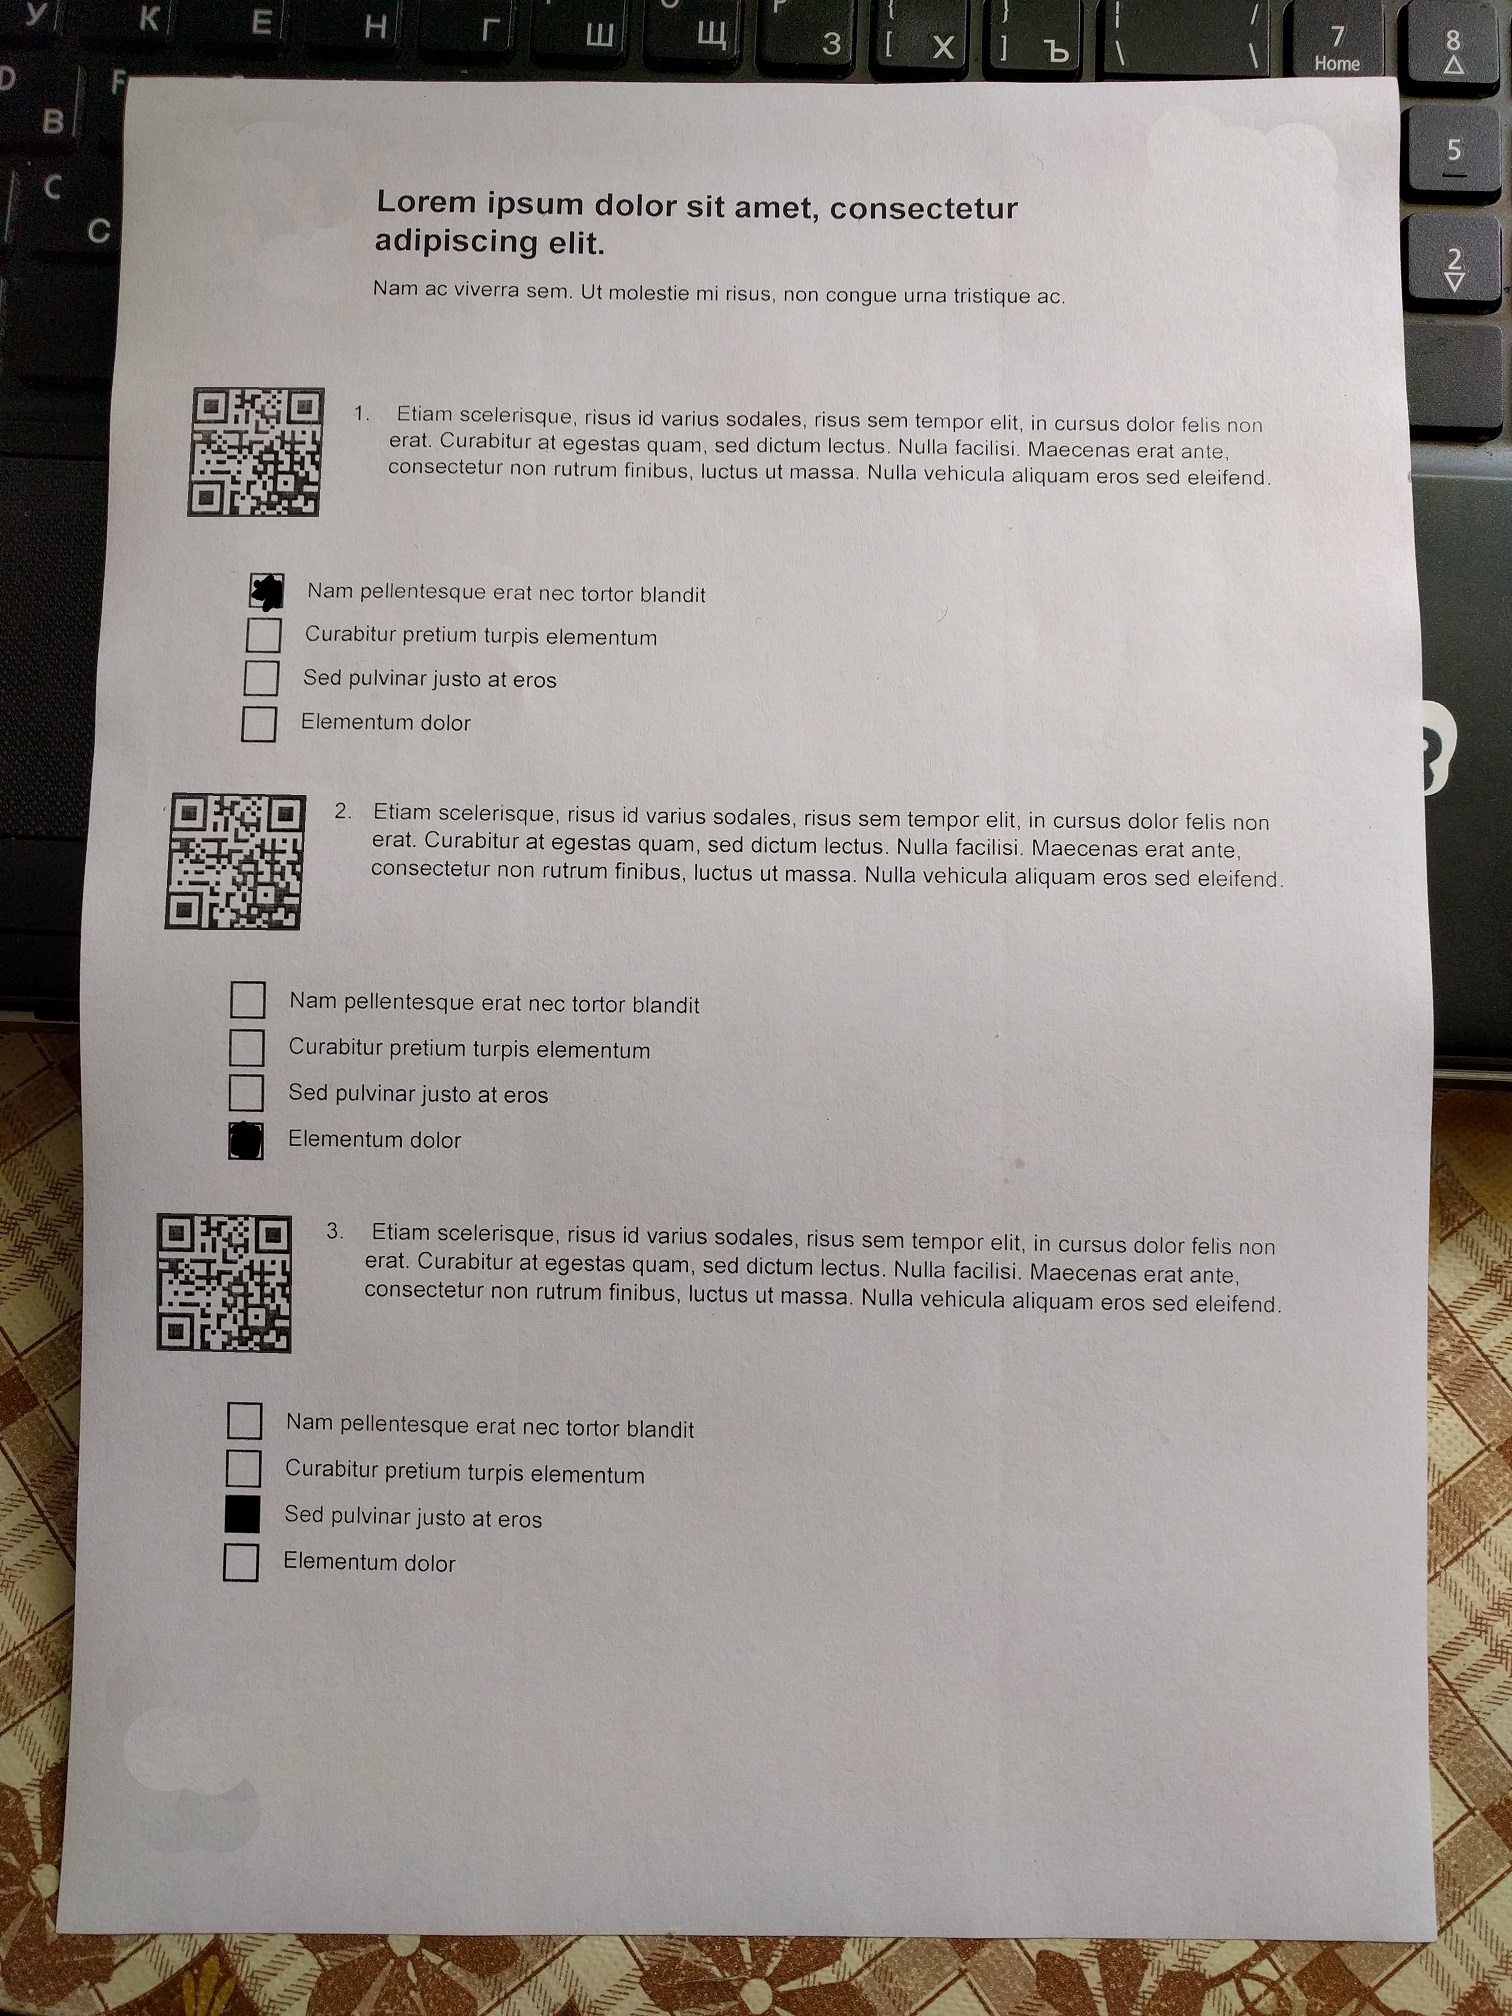 У К Е Н Г Ш Щ З { [ Х } ] Ъ | \ / \ 7 Home 8
D F В 5
C С 2
Lorem ipsum dolor sit amet, consectetur
adipiscing elit.
Nam ac viverra sem. Ut molestie mi risus, non congue urna tristique ac.
1. Etiam scelerisque, risus id varius sodales, risus sem tempor elit, in cursus dolor felis non
erat. Curabitur at egestas quam, sed dictum lectus. Nulla facilisi. Maecenas erat ante,
consectetur non rutrum finibus, luctus ut massa. Nulla vehicula aliquam eros sed eleifend.
Nam pellentesque erat nec tortor blandit
Curabitur pretium turpis elementum
Sed pulvinar justo at eros
Elementum dolor
2. Etiam scelerisque, risus id varius sodales, risus sem tempor elit, in cursus dolor felis non
erat. Curabitur at egestas quam, sed dictum lectus. Nulla facilisi. Maecenas erat ante,
consectetur non rutrum finibus, luctus ut massa. Nulla vehicula aliquam eros sed eleifend.
Nam pellentesque erat nec tortor blandit
Curabitur pretium turpis elementum
Sed pulvinar justo at eros
Elementum dolor
3. Etiam scelerisque, risus id varius sodales, risus sem tempor elit, in cursus dolor felis non
erat. Curabitur at egestas quam, sed dictum lectus. Nulla facilisi. Maecenas erat ante,
consectetur non rutrum finibus, luctus ut massa. Nulla vehicula aliquam eros sed eleifend.
Nam pellentesque erat nec tortor blandit
Curabitur pretium turpis elementum
Sed pulvinar justo at eros
Elementum dolor